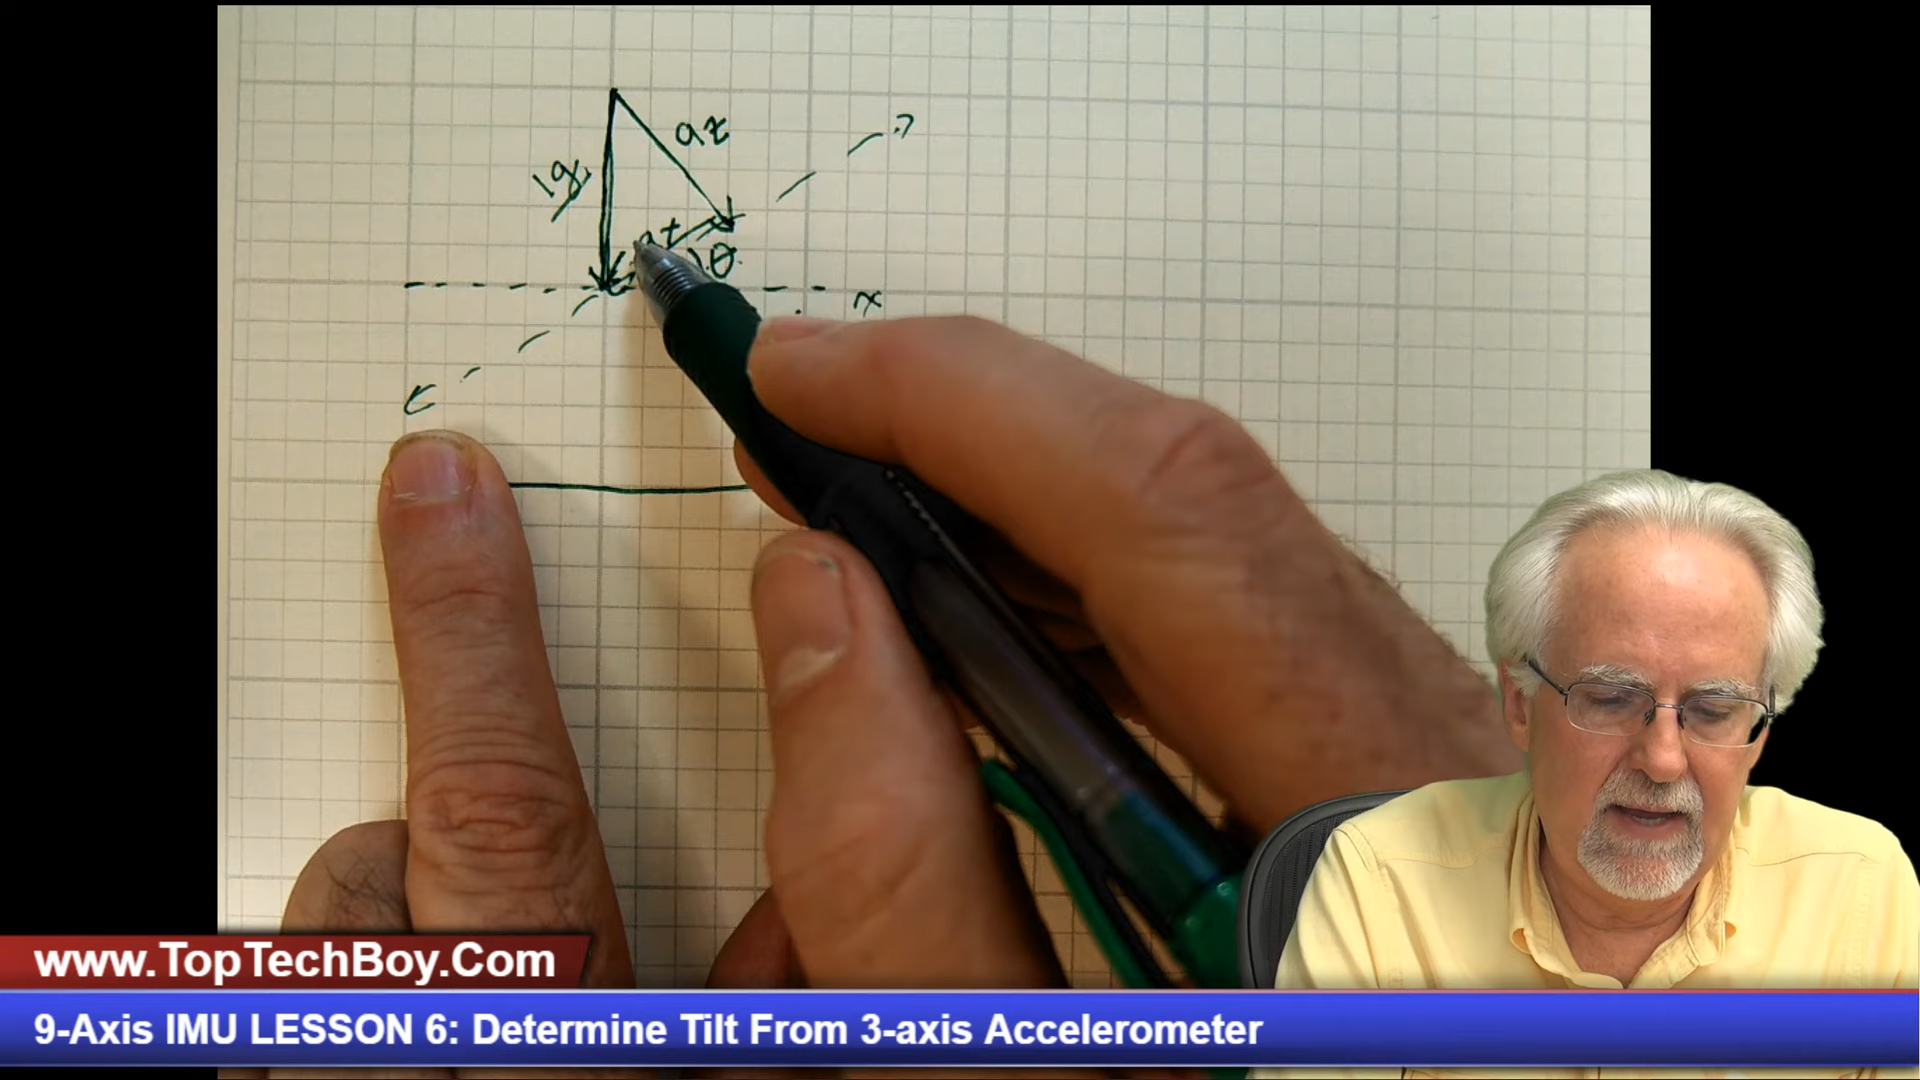 az
1g
θ
x
www.TopTechBoy.Com
9-Axis IMU LESSON 6: Determine Tilt From 3-axis Accelerometer